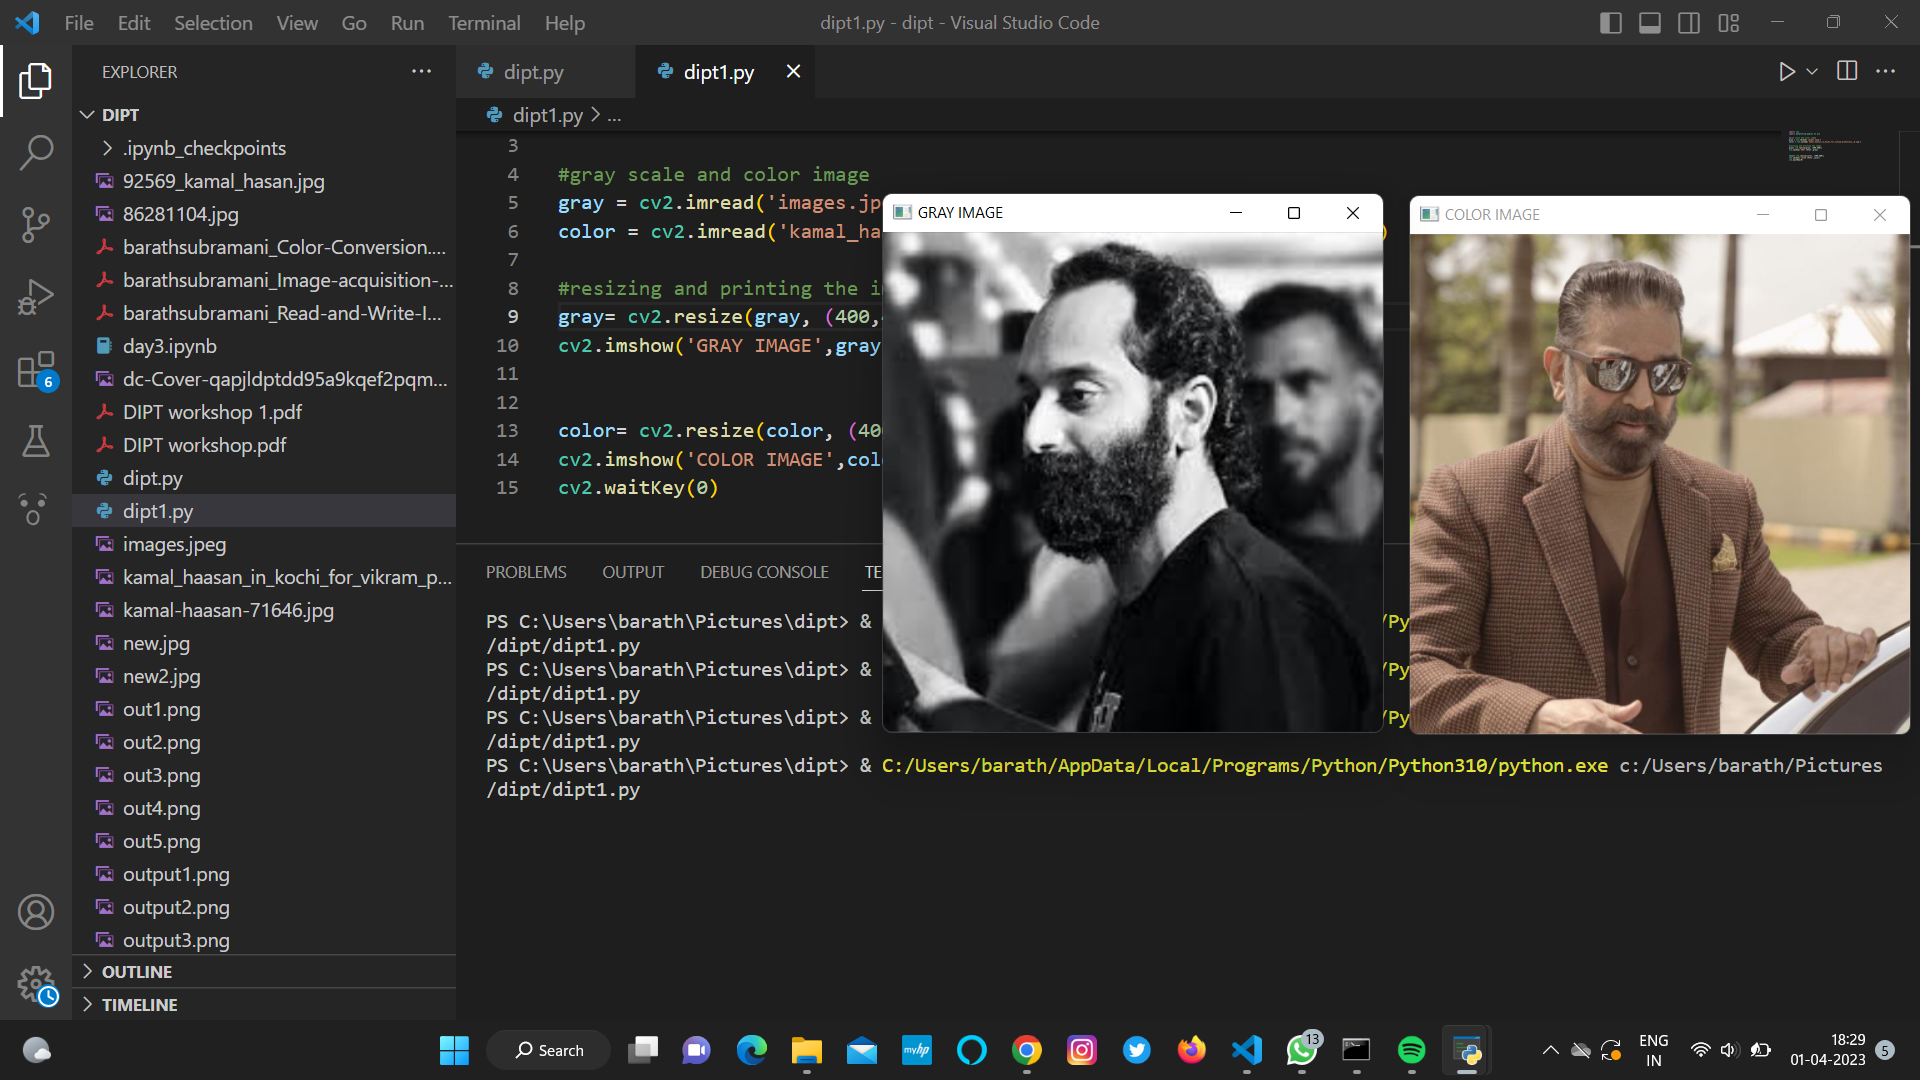 File Edit Selection View Go Run Terminal Help
dipt1.py - dipt - Visual Studio Code
EXPLORER
DIPT
.ipynb_checkpoints
92569_kamal_hasan.jpg
86281104.jpg
barathsubramani_Color-Conversion....
barathsubramani_Image-acquisition-...
barathsubramani_Read-and-Write-I...
day3.ipynb
dc-Cover-qapjldptdd95a9kqef2pqm...
DIPT workshop 1.pdf
DIPT workshop.pdf
dipt.py
dipt1.py
images.jpeg
kamal_haasan_in_kochi_for_vikram_p...
kamal-haasan-71646.jpg
new.jpg
new2.jpg
out1.png
out2.png
out3.png
out4.png
out5.png
output1.png
output2.png
output3.png
OUTLINE
TIMELINE
6
dipt.py
dipt1.py
dipt1.py > ...
3
4 #gray scale and color image
5 gray = cv2.imread('images.jp
6 color = cv2.imread('kamal_ha )
7
8 #resizing and printing the i
9 gray= cv2.resize(gray, (400,
10 cv2.imshow('GRAY IMAGE',gray
11
12
13 color= cv2.resize(color, (40
14 cv2.imshow('COLOR IMAGE',col
15 cv2.waitKey(0)
GRAY IMAGE
COLOR IMAGE
PROBLEMS OUTPUT DEBUG CONSOLE TE
PS C:\Users\barath\Pictures\dipt> & /Py
/dipt/dipt1.py
PS C:\Users\barath\Pictures\dipt> & /Py
/dipt/dipt1.py
PS C:\Users\barath\Pictures\dipt> & /Py
/dipt/dipt1.py
PS C:\Users\barath\Pictures\dipt> & C:/Users/barath/AppData/Local/Programs/Python/Python310/python.exe c:/Users/barath/Pictures
/dipt/dipt1.py
Search
myhp
13
ENG
IN
18:29
01-04-2023
5